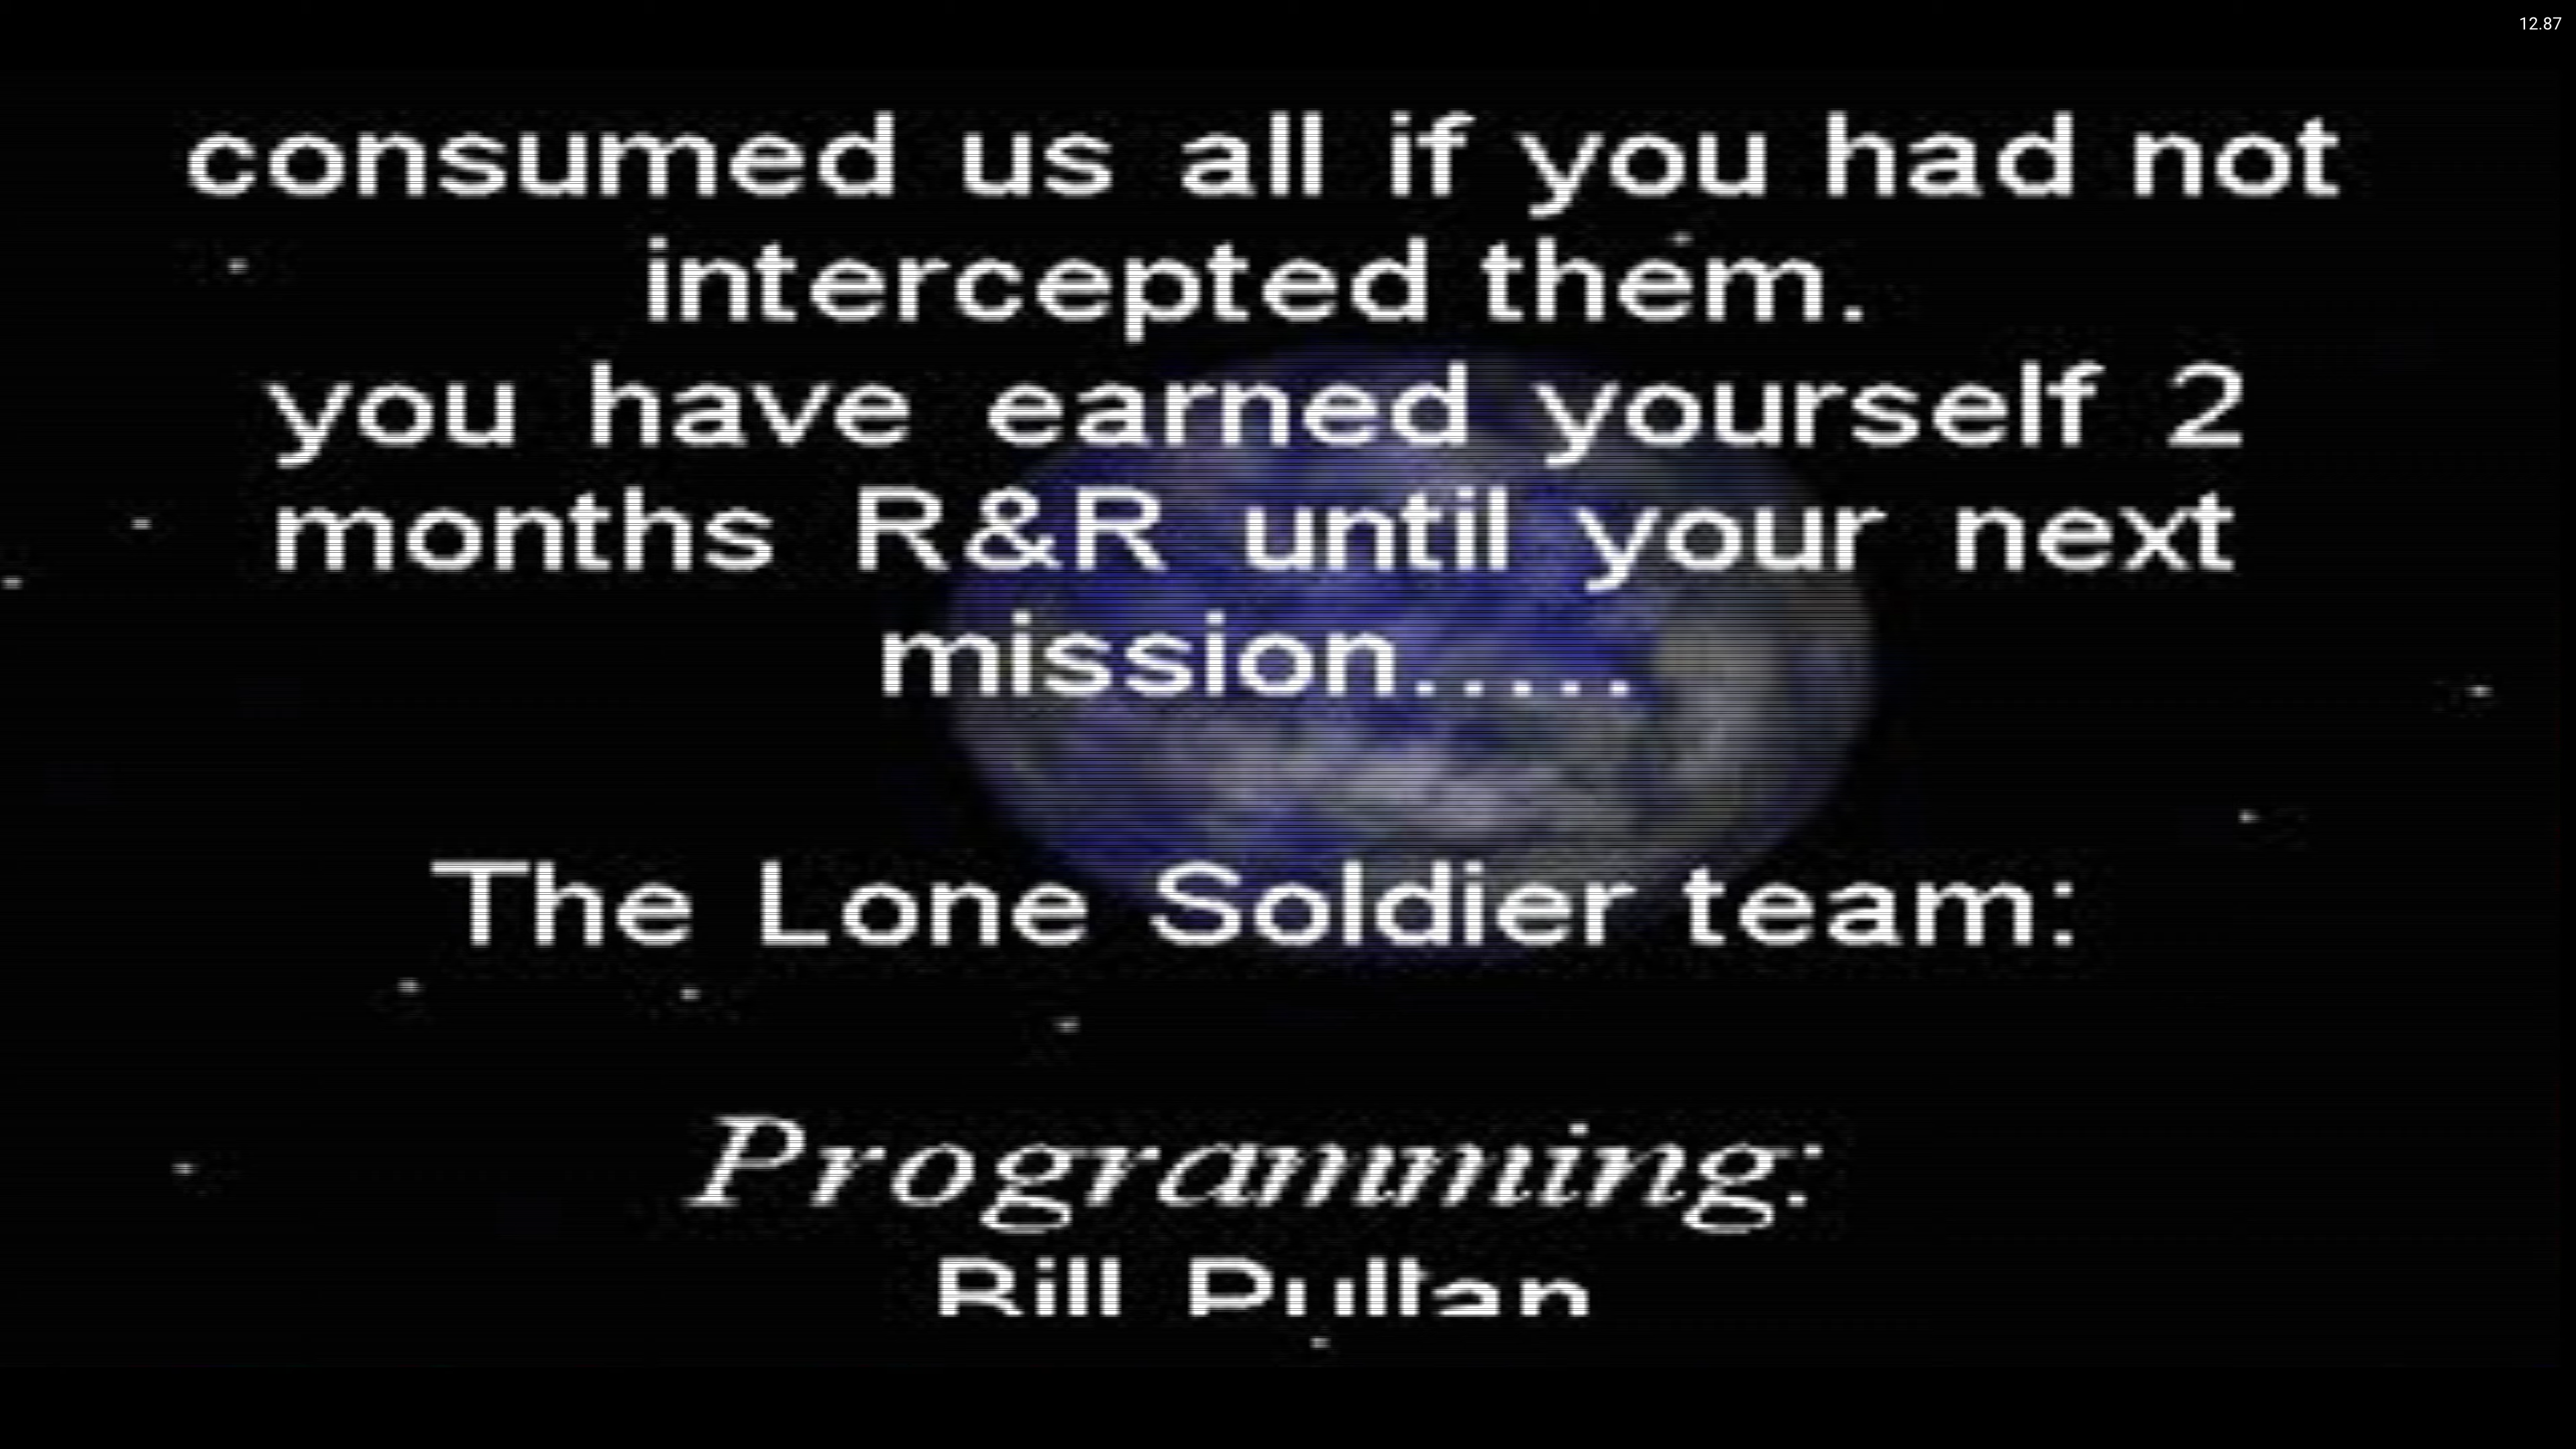 12.87
consumed us all if you had not
intercepted them.
you have earned yourself 2
months R&R until your next
mission.....
The Lone Soldier team:
Programming:
Bill Pullan